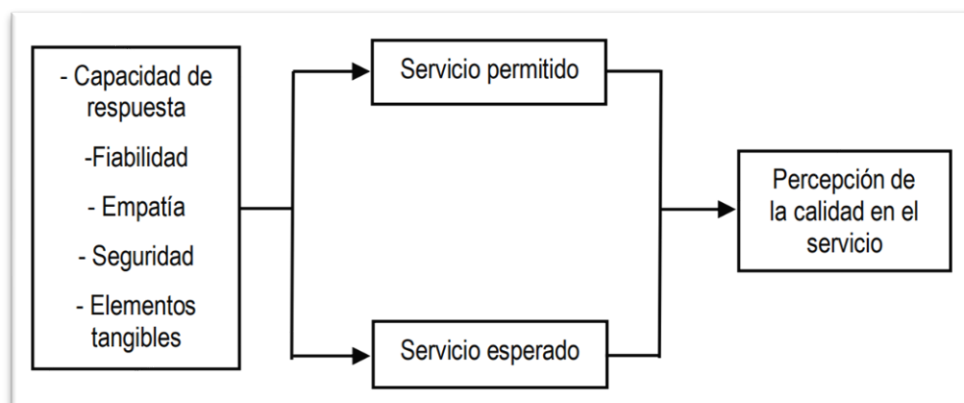 - Capacidad de
respuesta
-Fiabilidad
- Empatía
- Seguridad
- Elementos
tangibles
Servicio permitido
Servicio esperado
Percepción de
la calidad en el
servicio